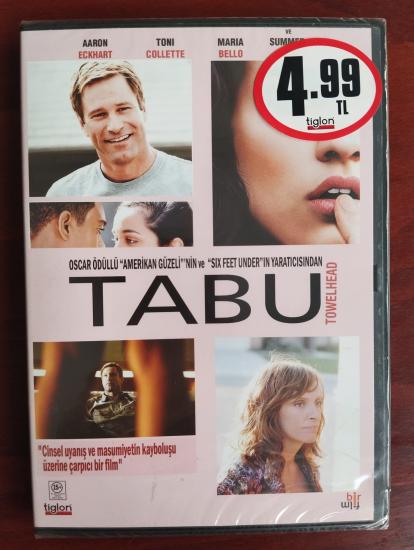 AARON
ECKHART
TONI
COLLETTE
MARIA
BELLO
VE
SUMMER
4.99
TL
tiglon
OSCAR ÖDÜLLÜ "AMERİKAN GÜZELİ"'NİN ve "SIX FEET UNDER"IN YARATICISINDAN
TABU
TOWELHEAD
"Cinsel uyanış ve masumiyetin kayboluşu
üzerine çarpıcı bir film"
15+
tiglon
bir
film